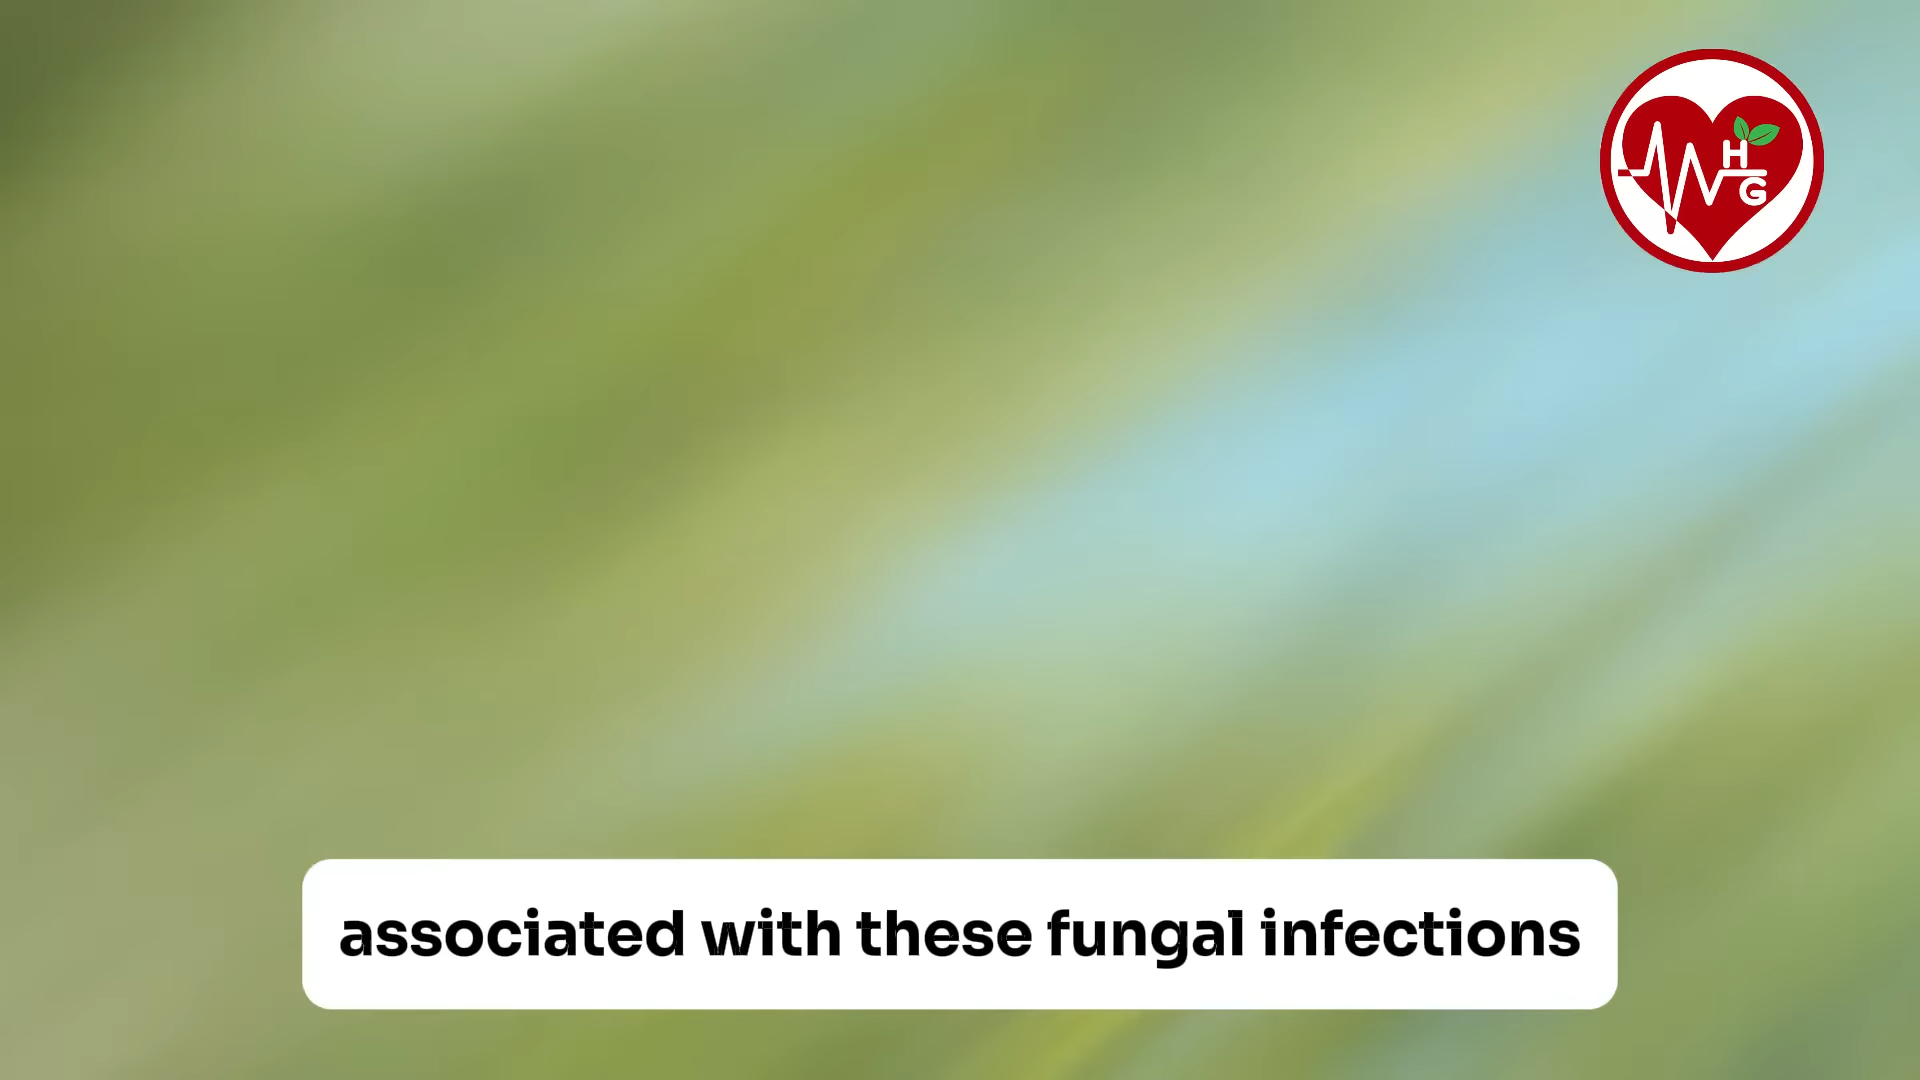 H
G
associated with these fungal infections